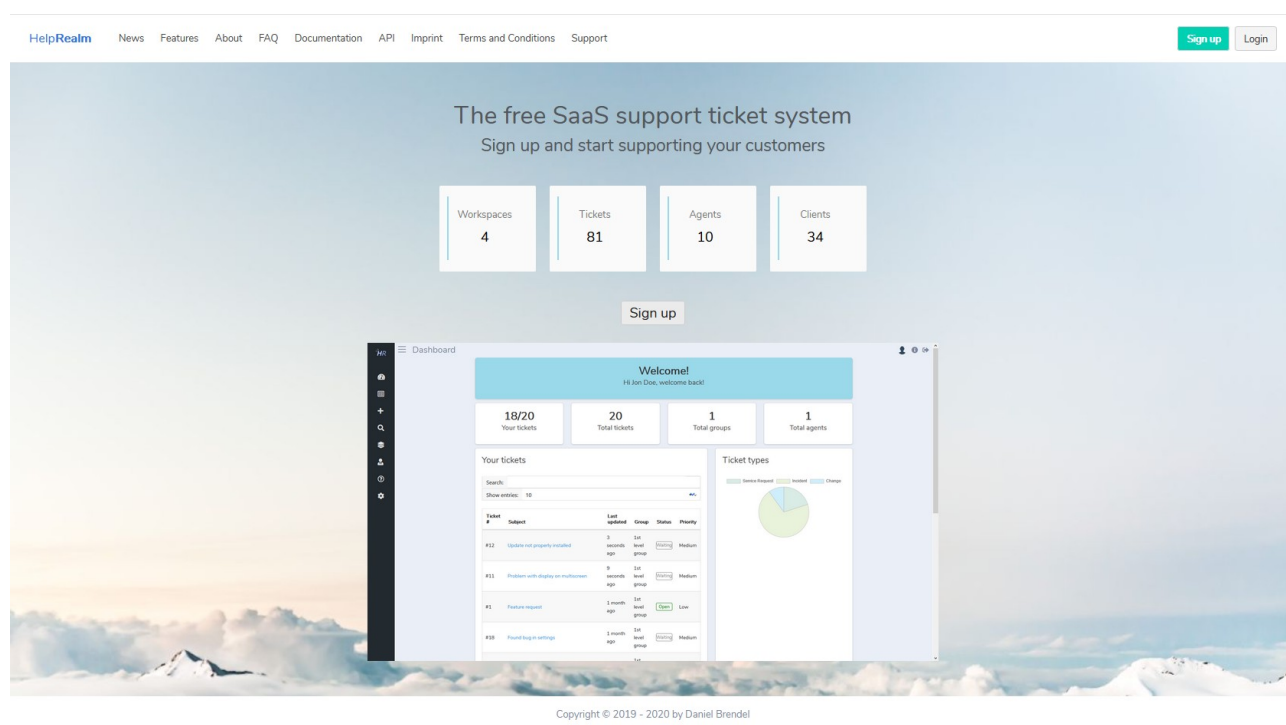 HelpRealm News Features About FAQ Documentation API Imprint Terms and Conditions Support Sign up Login
The free SaaS support ticket system
Sign up and start supporting your customers
Workspaces Tickets Agents Clients
4 81 10 34
Sign up
HR Dashboard
Welcome!
Hi Jon Doe, welcome back!
18/20 20 1 1
Your tickets Total tickets Total groups Total agents
Your tickets Ticket types
Search:
Service Request Incident Change
Show entries: 10
Ticket # Subject Last updated Group Status Priority
#12 Update not properly installed 3 seconds ago 1st level group Waiting Medium
#11 Problem with display on multiscreen 9 seconds ago 1st level group Waiting Medium
#1 Feature request 1 month ago 1st level group Open Low
#10 Found bug in settings 1 month ago 1st level group Waiting Medium
1st
Copyright © 2019 - 2020 by Daniel Brendel